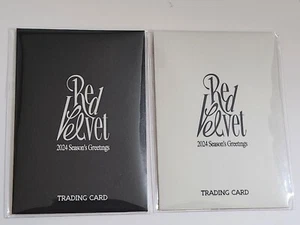 Red
Velvet
2024 Season's Greetings
TRADING CARD
Red
Velvet
2024 Season's Greetings
TRADING CARD